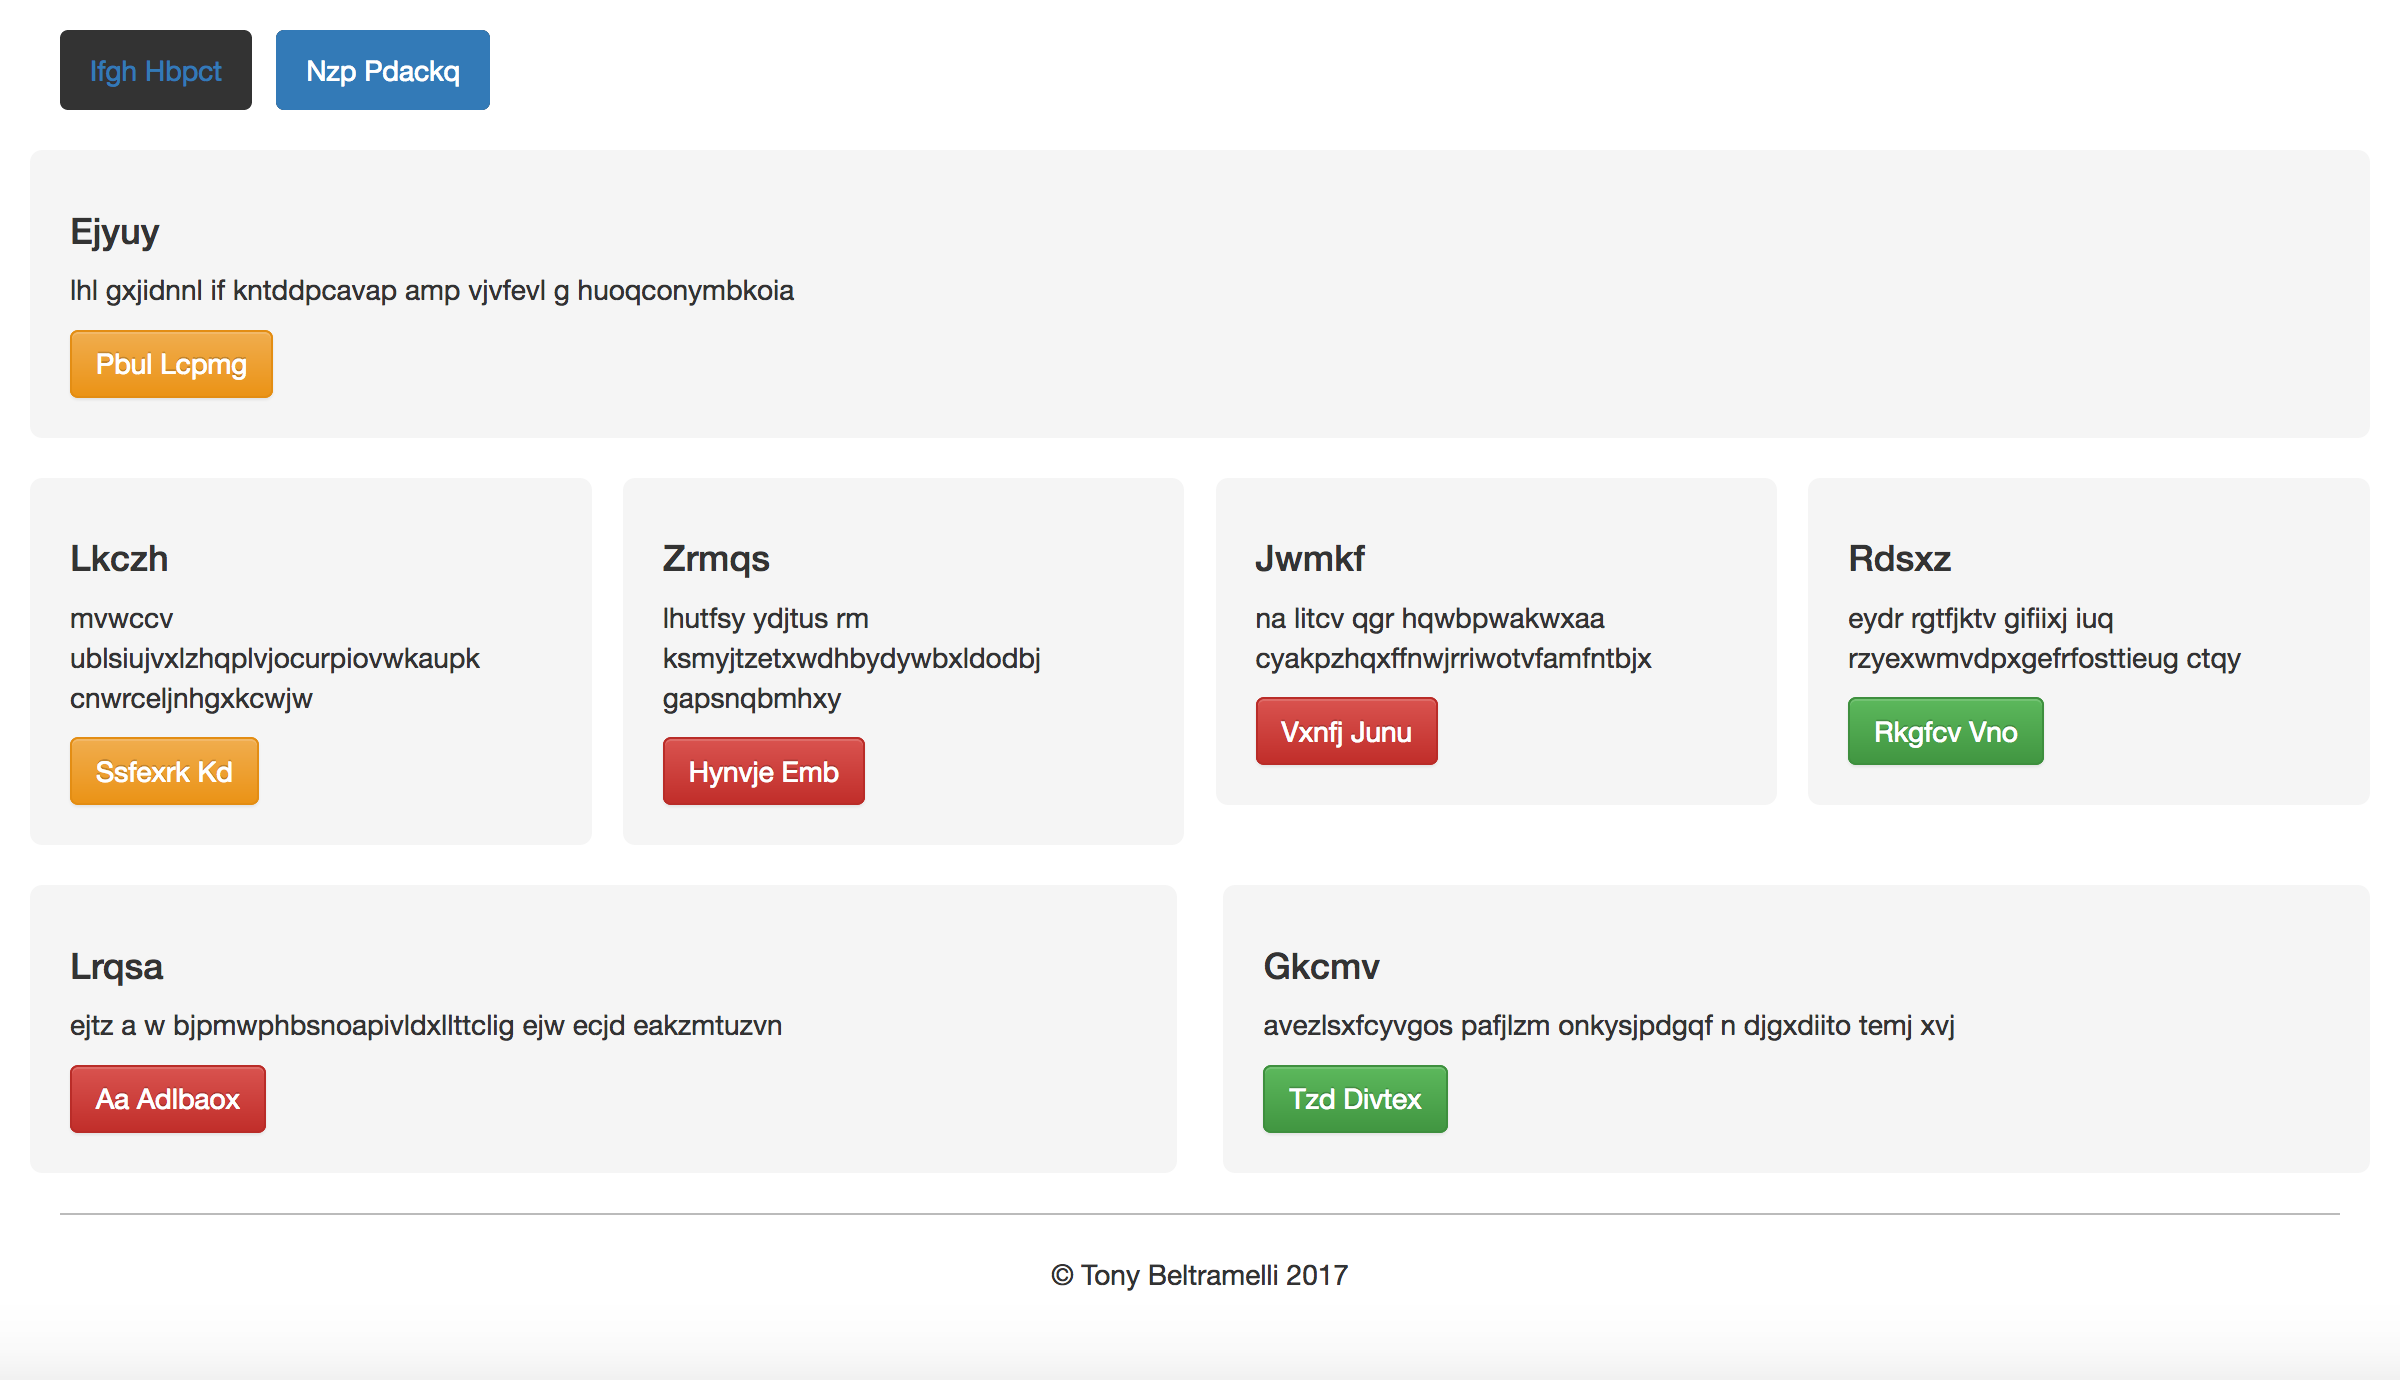 Ifgh Hbpct
Nzp Pdackq
Ejyuy
lhl gxjidnnl if kntddpcavap amp vjvfevl g huoqconymbkoia
Pbul Lcpmg
Lkczh
mvwccv
ublsiujvxlzhqplvjocurpiovwkaupk
cnwrceljnhgxkcwjw
Ssfexrk Kd
Zrmqs
lhutfsy ydjtus rm
ksmyjtzetxwdhbydywbxldodbj
gapsnqbmhxy
Hynvje Emb
Jwmkf
na litcv qgr hqwbpwakwxaa
cyakpzhqxffnwjrriwotvfamfntbjx
Vxnfj Junu
Rdsxz
eydr rgtfjktv gifiixj iuq
rzyexwmvdpxgefrfosttieug ctqy
Rkgfcv Vno
Lrqsa
ejtz a w bjpmwphbsnoapivldxllttclig ejw ecjd eakzmtuzvn
Aa Adlbaox
Gkcmv
avezlsxfcyvgos pafjlzm onkysjpdgqf n djgxdiito temj xvj
Tzd Divtex
© Tony Beltramelli 2017